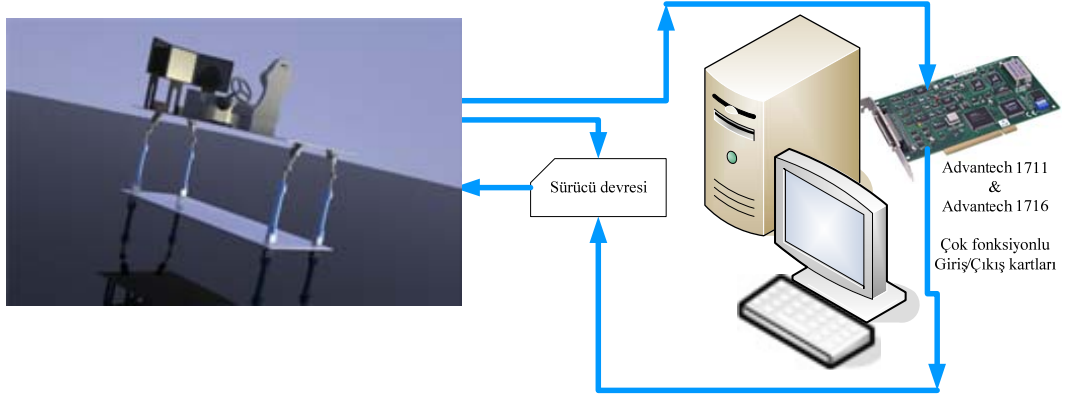 Sürücü devresi
Advantech 1711
&
Advantech 1716
Çok fonksiyonlu
Giriş/Çıkış kartları